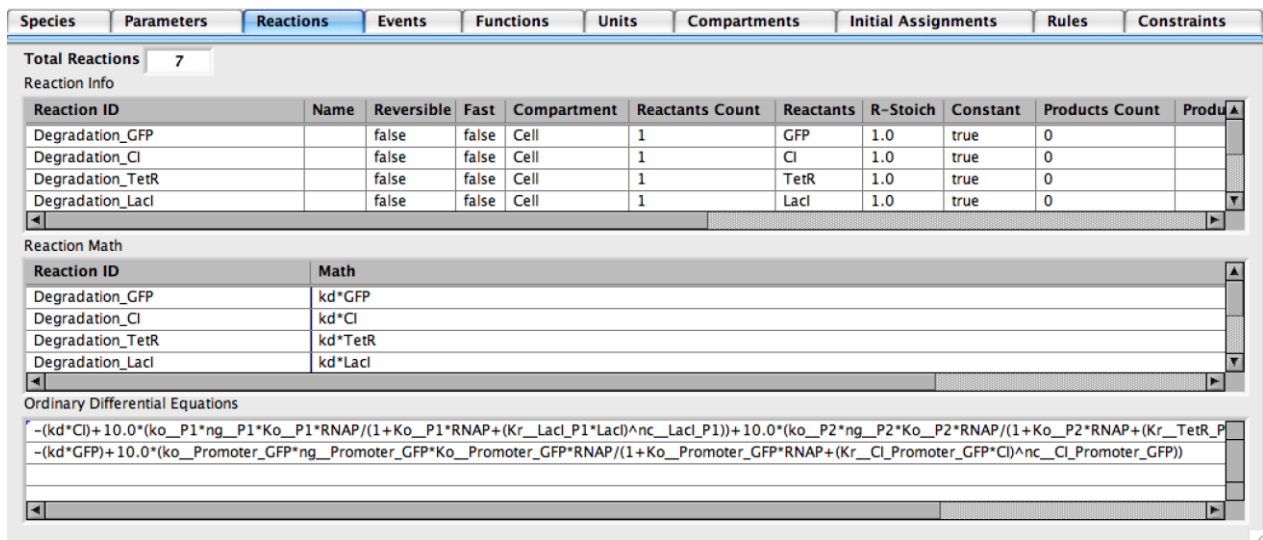 Species Parameters Reactions Events Functions Units Compartments Initial Assignments Rules Constraints
Total Reactions 7
Reaction Info
Reaction ID Name Reversible Fast Compartment Reactants Count Reactants R-Stoich Constant Products Count Produ
Degradation_GFP false false Cell 1 GFP 1.0 true 0
Degradation_CI false false Cell 1 CI 1.0 true 0
Degradation_TetR false false Cell 1 TetR 1.0 true 0
Degradation_LacI false false Cell 1 LacI 1.0 true 0
Reaction Math
Reaction ID Math
Degradation_GFP kd*GFP
Degradation_CI kd*CI
Degradation_TetR kd*TetR
Degradation_LacI kd*LacI
Ordinary Differential Equations
-(kd*CI)+10.0*(ko__P1*ng__P1*Ko__P1*RNAP/(1+Ko__P1*RNAP+(Kr__LacI_P1*LacI)^nc__LacI_P1))+10.0*(ko__P2*ng__P2*Ko__P2*RNAP/(1+Ko__P2*RNAP+(Kr__TetR_P
-(kd*GFP)+10.0*(ko__Promoter_GFP*ng__Promoter_GFP*Ko__Promoter_GFP*RNAP/(1+Ko__Promoter_GFP*RNAP+(Kr__CI_Promoter_GFP*CI)^nc__CI_Promoter_GFP))